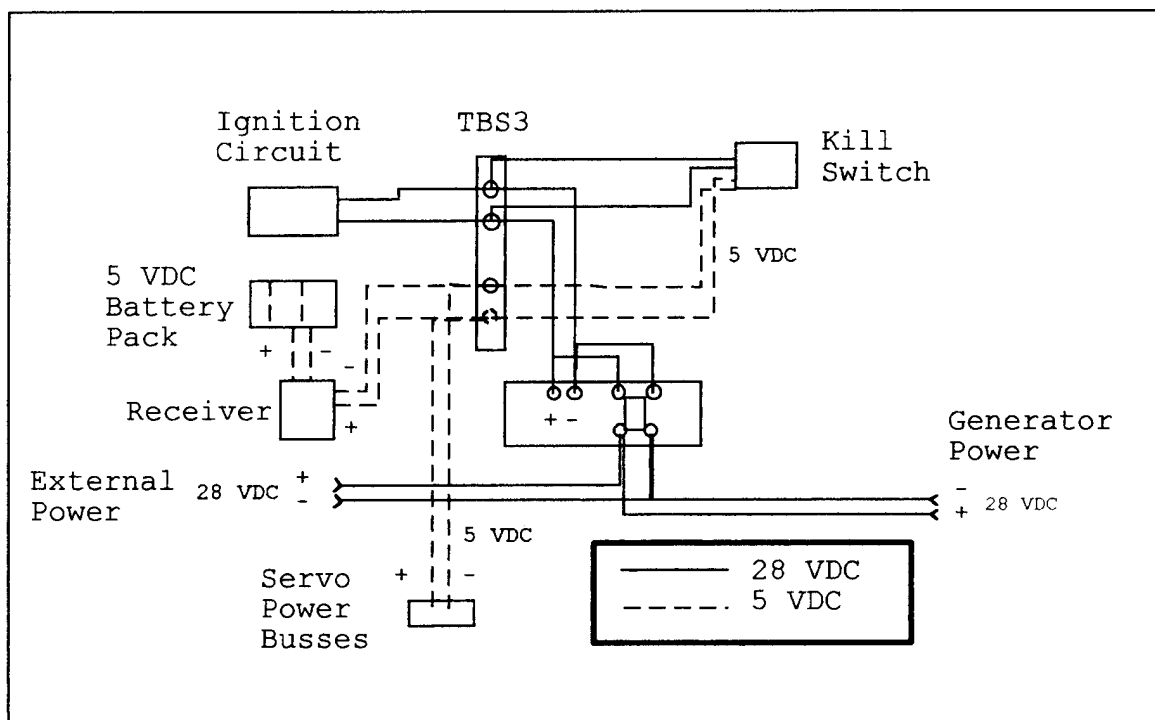 Ignition
Circuit
TBS3
Kill
Switch
5 VDC
5 VDC
Battery
Pack
+ -
-
+
Receiver
+ -
Generator
Power
External
Power
28 VDC
+
-
-
+
28 VDC
5 VDC
+ -
Servo
Power
Busses
28 VDC
5 VDC